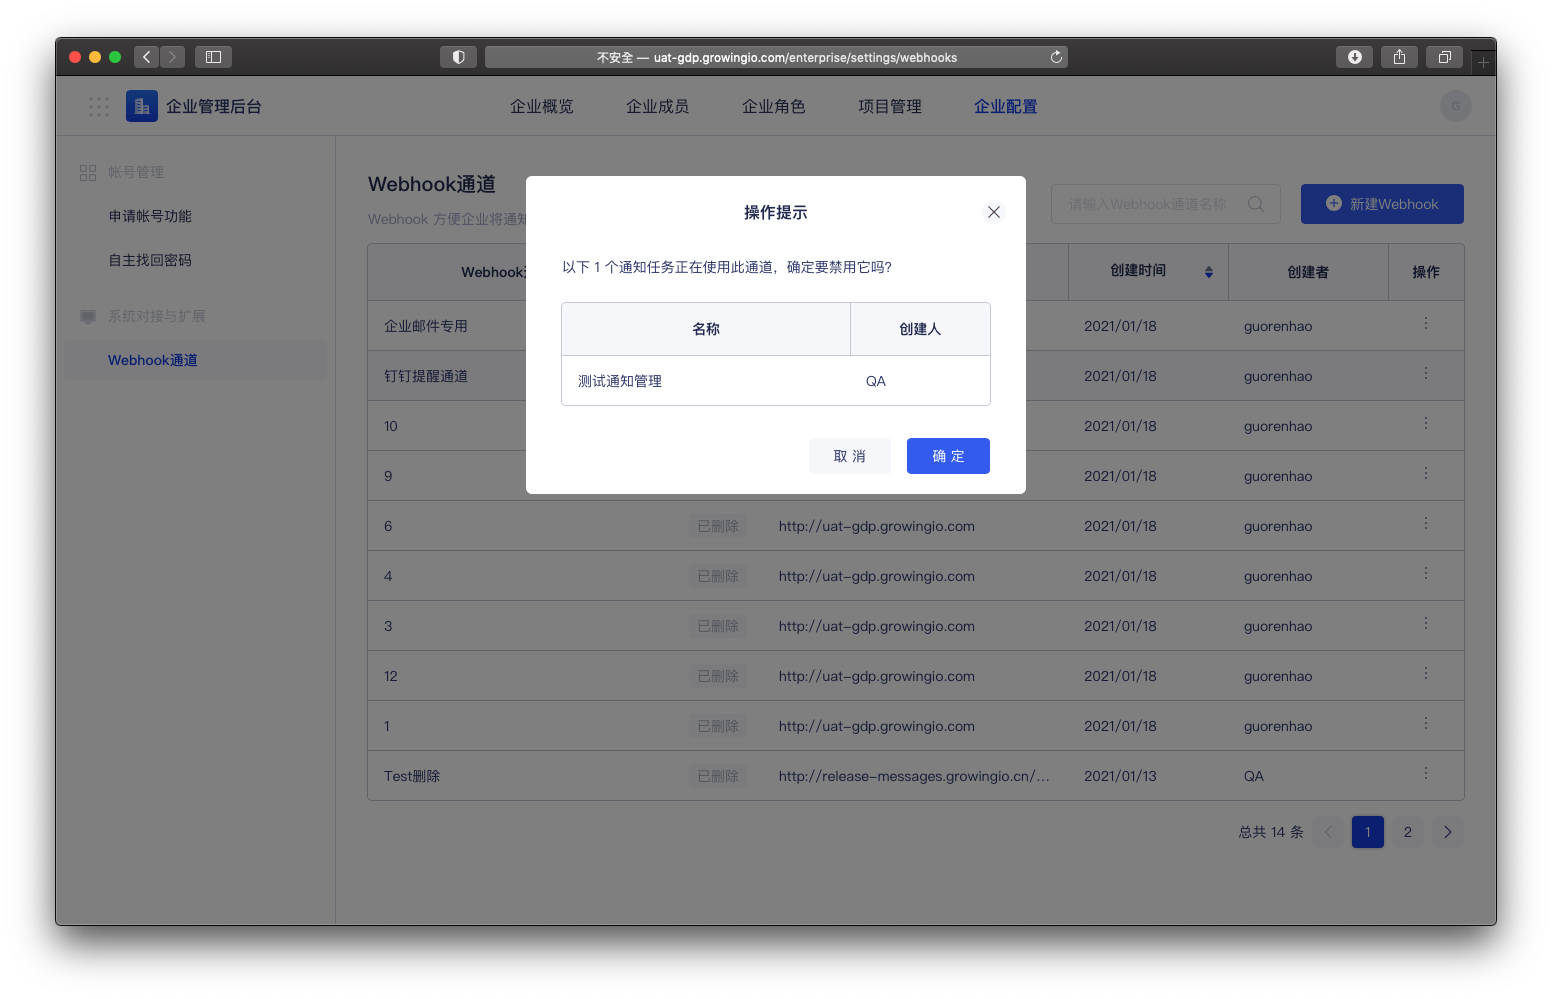 不安全 — uat-gdp.growingio.com/enterprise/settings/webhooks
企业管理后台
企业概览
企业成员
企业角色
项目管理
企业配置
G
帐号管理
申请帐号功能
自主找回密码
系统对接与扩展
Webhook通道
Webhook通道
Webhook 方便企业将通知
请输入Webhook通道名称
新建Webhook
Webhook
创建时间 创建者 操作
企业邮件专用 2021/01/18 guorenhao
钉钉提醒通道 2021/01/18 guorenhao
10 2021/01/18 guorenhao
9 2021/01/18 guorenhao
6 已删除 http://uat-gdp.growingio.com 2021/01/18 guorenhao
4 已删除 http://uat-gdp.growingio.com 2021/01/18 guorenhao
3 已删除 http://uat-gdp.growingio.com 2021/01/18 guorenhao
12 已删除 http://uat-gdp.growingio.com 2021/01/18 guorenhao
1 已删除 http://uat-gdp.growingio.com 2021/01/18 guorenhao
Test删除 已删除 http://release-messages.growingio.cn/... 2021/01/13 QA
总共 14 条 1 2
操作提示
以下 1 个通知任务正在使用此通道，确定要禁用它吗?
名称 创建人
测试通知管理 QA
取 消 确 定